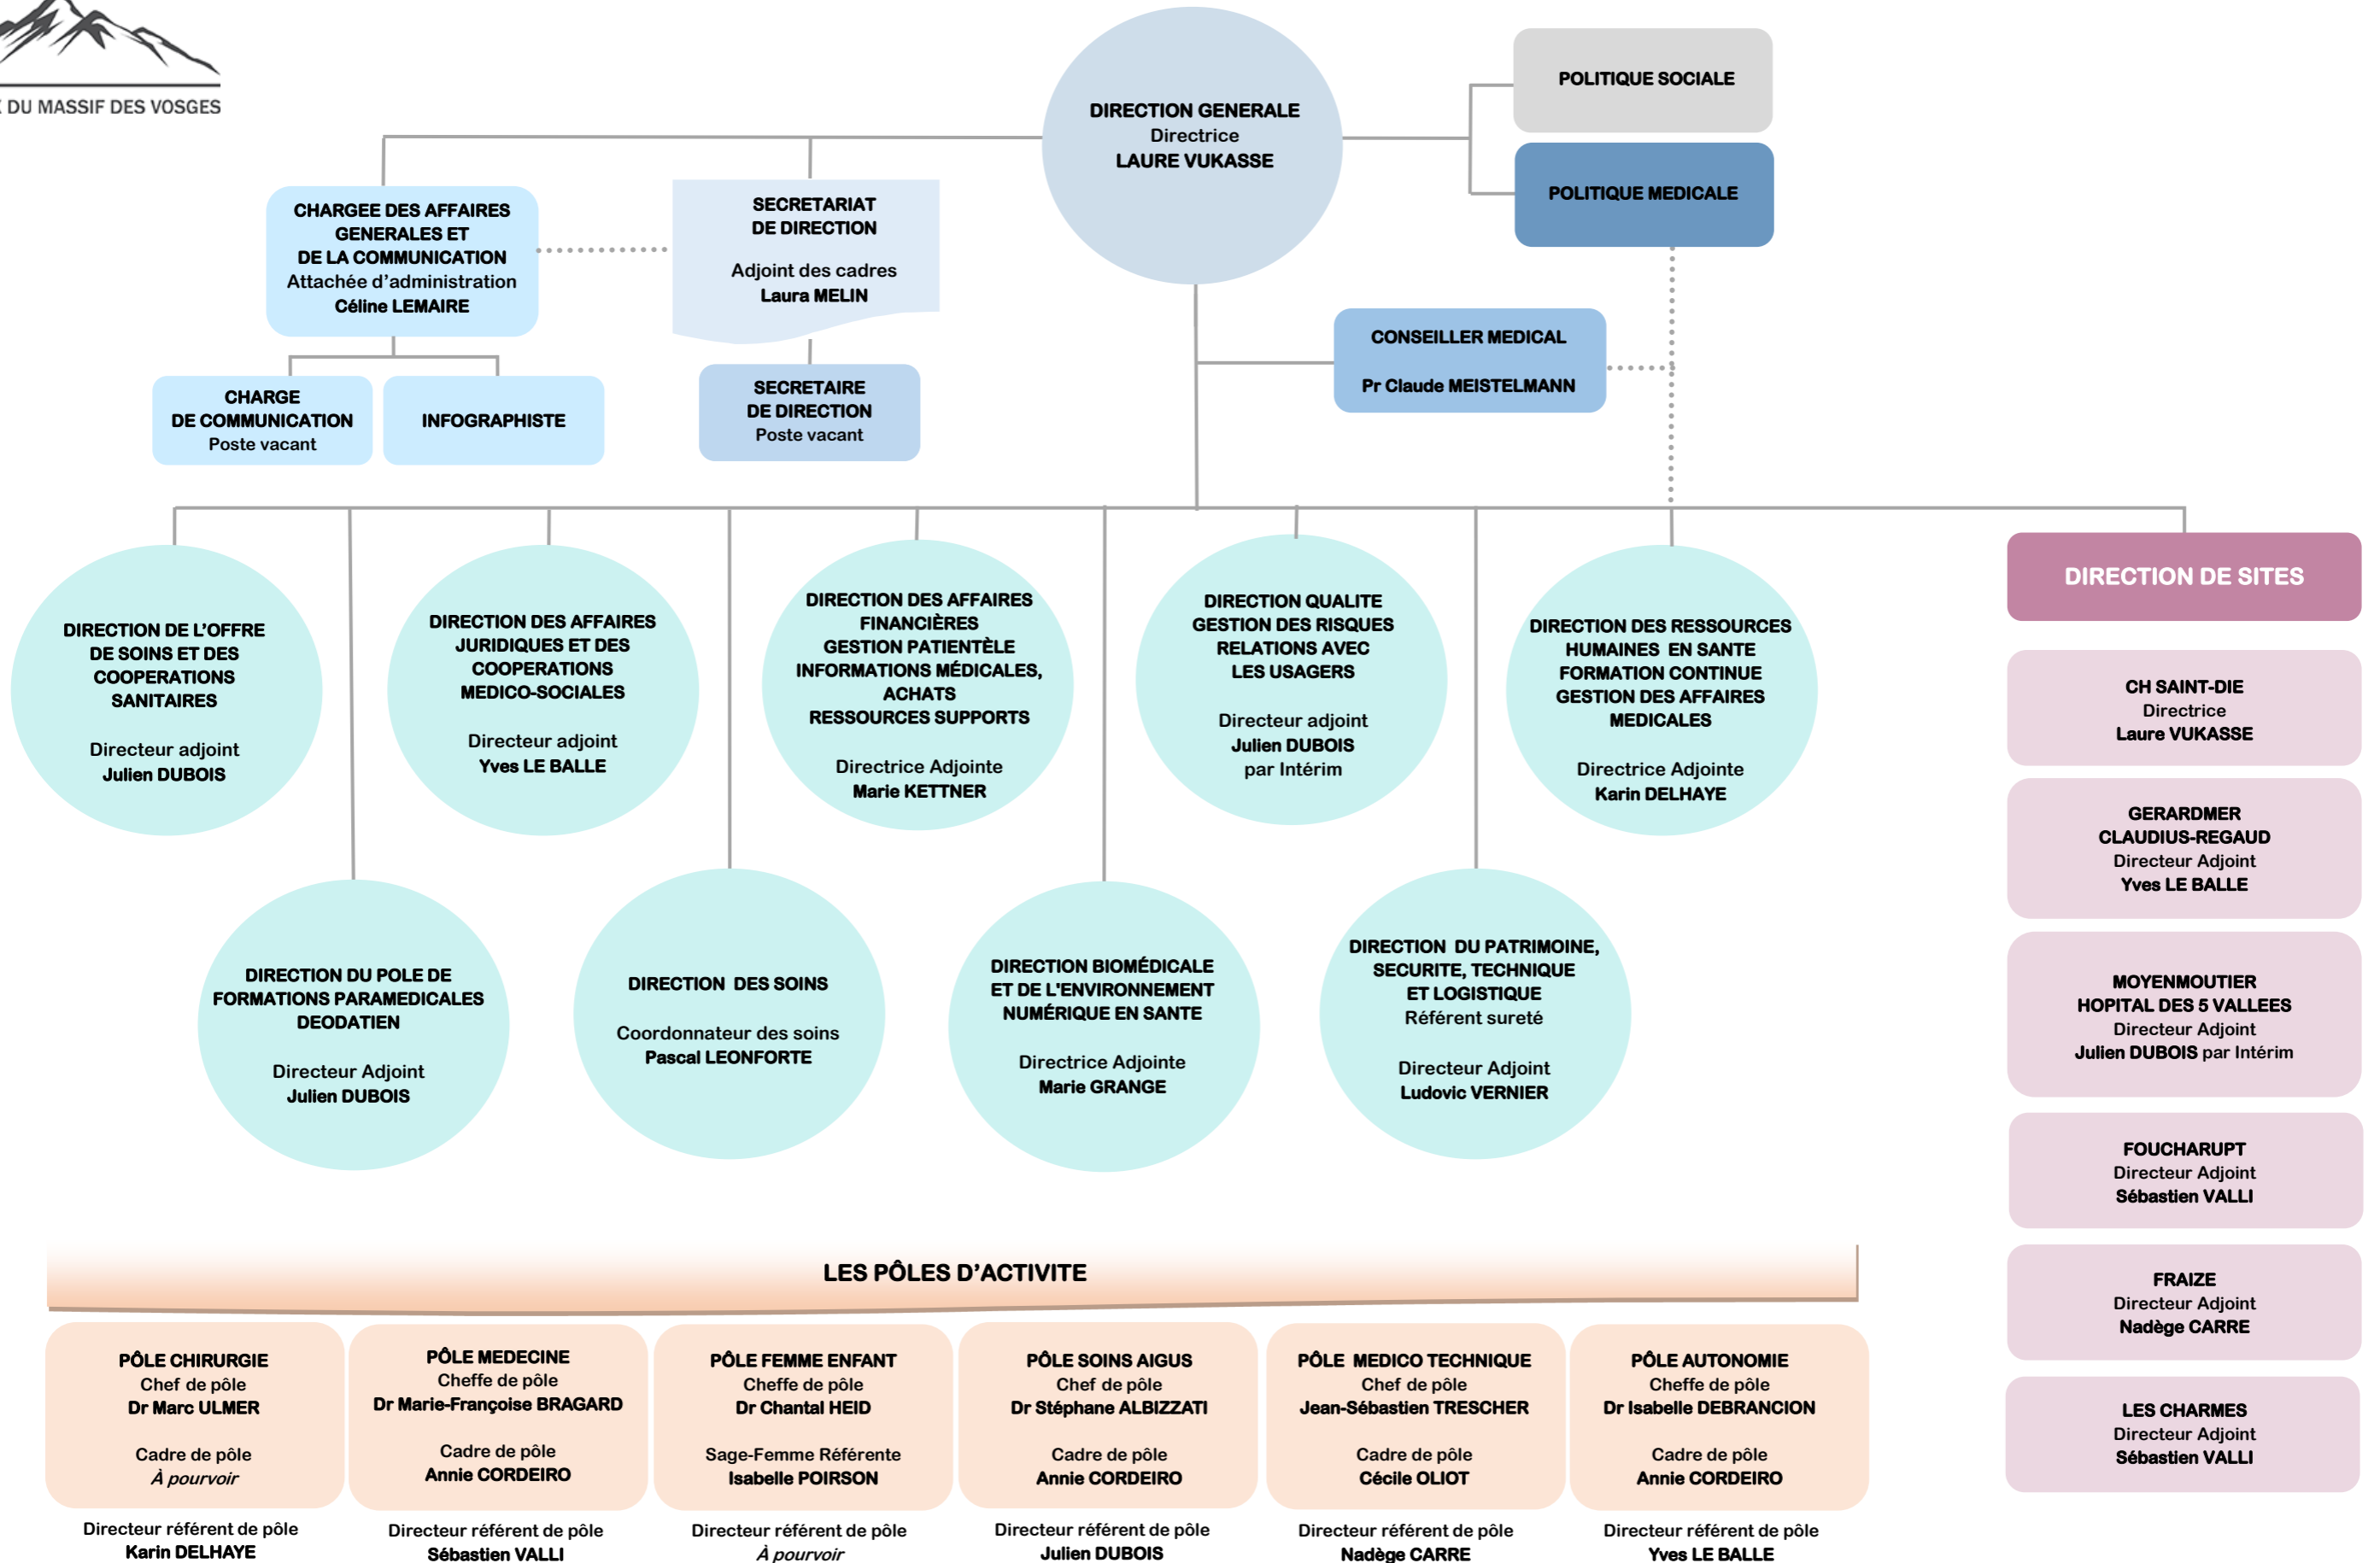 DU MASSIF DES VOSGES
DIRECTION GENERALE
Directrice
LAURE VUKASSE
POLITIQUE SOCIALE
POLITIQUE MEDICALE
CHARGEE DES AFFAIRES
GENERALES ET
DE LA COMMUNICATION
Attachée d’administration
Céline LEMAIRE
SECRETARIAT
DE DIRECTION
Adjoint des cadres
Laura MELIN
CONSEILLER MEDICAL
Pr Claude MEISTELMANN
CHARGE
DE COMMUNICATION
Poste vacant
INFOGRAPHISTE
SECRETAIRE
DE DIRECTION
Poste vacant
DIRECTION DE L’OFFRE
DE SOINS ET DES
COOPERATIONS
SANITAIRES
Directeur adjoint
Julien DUBOIS
DIRECTION DES AFFAIRES
JURIDIQUES ET DES
COOPERATIONS
MEDICO-SOCIALES
Directeur adjoint
Yves LE BALLE
DIRECTION DES AFFAIRES
FINANCIÈRES
GESTION PATIENTÈLE
INFORMATIONS MÉDICALES,
ACHATS
RESSOURCES SUPPORTS
Directrice Adjointe
Marie KETTNER
DIRECTION QUALITE
GESTION DES RISQUES
RELATIONS AVEC
LES USAGERS
Directeur adjoint
Julien DUBOIS
par Intérim
DIRECTION DES RESSOURCES
HUMAINES EN SANTE
FORMATION CONTINUE
GESTION DES AFFAIRES
MEDICALES
Directrice Adjointe
Karin DELHAYE
DIRECTION DU POLE DE
FORMATIONS PARAMEDICALES
DEODATIEN
Directeur Adjoint
Julien DUBOIS
DIRECTION DES SOINS
Coordonnateur des soins
Pascal LEONFORTE
DIRECTION BIOMÉDICALE
ET DE L'ENVIRONNEMENT
NUMÉRIQUE EN SANTE
Directrice Adjointe
Marie GRANGE
DIRECTION DU PATRIMOINE,
SECURITE, TECHNIQUE
ET LOGISTIQUE
Référent sureté
Directeur Adjoint
Ludovic VERNIER
DIRECTION DE SITES
CH SAINT-DIE
Directrice
Laure VUKASSE
GERARDMER
CLAUDIUS-REGAUD
Directeur Adjoint
Yves LE BALLE
MOYENMOUTIER
HOPITAL DES 5 VALLEES
Directeur Adjoint
Julien DUBOIS par Intérim
FOUCHARUPT
Directeur Adjoint
Sébastien VALLI
FRAIZE
Directeur Adjoint
Nadège CARRE
LES CHARMES
Directeur Adjoint
Sébastien VALLI
LES PÔLES D’ACTIVITE
PÔLE CHIRURGIE
Chef de pôle
Dr Marc ULMER
Cadre de pôle
À pourvoir
Directeur référent de pôle
Karin DELHAYE
PÔLE MEDECINE
Cheffe de pôle
Dr Marie-Françoise BRAGARD
Cadre de pôle
Annie CORDEIRO
Directeur référent de pôle
Sébastien VALLI
PÔLE FEMME ENFANT
Cheffe de pôle
Dr Chantal HEID
Sage-Femme Référente
Isabelle POIRSON
Directeur référent de pôle
À pourvoir
PÔLE SOINS AIGUS
Chef de pôle
Dr Stéphane ALBIZZATI
Cadre de pôle
Annie CORDEIRO
Directeur référent de pôle
Julien DUBOIS
PÔLE MEDICO TECHNIQUE
Chef de pôle
Jean-Sébastien TRESCHER
Cadre de pôle
Cécile OLIOT
Directeur référent de pôle
Nadège CARRE
PÔLE AUTONOMIE
Cheffe de pôle
Dr Isabelle DEBRANCION
Cadre de pôle
Annie CORDEIRO
Directeur référent de pôle
Yves LE BALLE